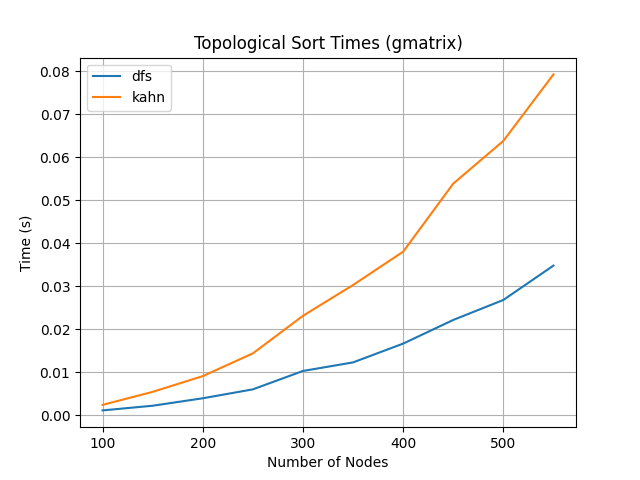 Topological Sort Times (gmatrix)
dfs
kahn
0.08
0.07
0.06
0.05
0.04
0.03
0.02
0.01
0.00
Time (s)
100 200 300 400 500
Number of Nodes